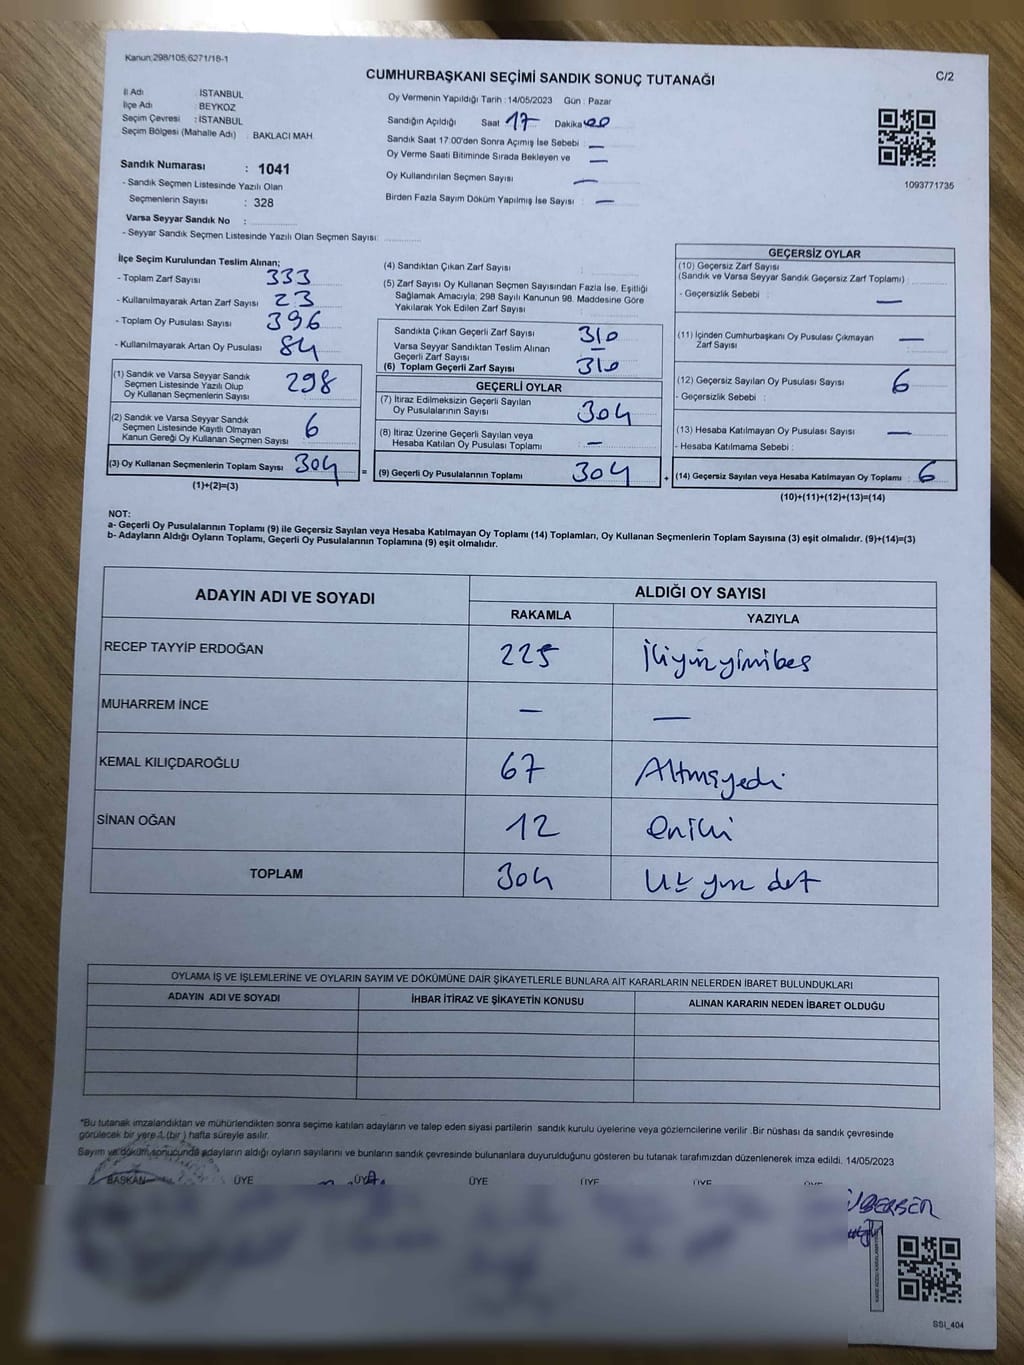 Kanun;298/105;6271/18-1
CUMHURBAŞKANI SEÇİMİ SANDIK SONUÇ TUTANAĞI
C/2
İl Adı : İSTANBUL
İlçe Adı : BEYKOZ
Seçim Çevresi : İSTANBUL
Seçim Bölgesi (Mahalle Adı) : BAKLACI MAH.
Oy Vermenin Yapıldığı Tarih : 14/05/2023 Gün : Pazar
Sandığın Açıldığı Saat 17 Dakika 00
Sandık Saat 17:00'den Sonra Açımış İse Sebebi : —
Oy Verme Saati Bitiminde Sırada Bekleyen ve —
Oy Kullandırılan Seçmen Sayısı —
Birden Fazla Sayım Döküm Yapılmış İse Sayısı : —
1093771735
Sandık Numarası : 1041
- Sandık Seçmen Listesinde Yazılı Olan
Seçmenlerin Sayısı : 328
Varsa Seyyar Sandık No :
- Seyyar Sandık Seçmen Listesinde Yazılı Olan Seçmen Sayısı:
İlçe Seçim Kurulundan Teslim Alınan;
- Toplam Zarf Sayısı 333
- Kullanılmayarak Artan Zarf Sayısı 23
- Toplam Oy Pusulası Sayısı 396
- Kullanılmayarak Artan Oy Pusulası 84
(1) Sandık ve Varsa Seyyar Sandık
Seçmen Listesinde Yazılı Olup
Oy Kullanan Seçmenlerin Sayısı : 298
(2) Sandık ve Varsa Seyyar Sandık
Seçmen Listesinde Kayıtlı Olmayan
Kanun Gereği Oy Kullanan Seçmen Sayısı : 6
(3) Oy Kullanan Seçmenlerin Toplam Sayısı : 304
(1)+(2)=(3)
(4) Sandıktan Çıkan Zarf Sayısı :
(5) Zarf Sayısı Oy Kullanan Seçmen Sayısından Fazla İse, Eşitliği
Sağlamak Amacıyla; 298 Sayılı Kanunun 98. Maddesine Göre
Yakılarak Yok Edilen Zarf Sayısı :
Sandıkta Çıkan Geçerli Zarf Sayısı 310
Varsa Seyyar Sandıktan Teslim Alınan
Geçerli Zarf Sayısı —
(6) Toplam Geçerli Zarf Sayısı : 310
GEÇERLİ OYLAR
(7) İtiraz Edilmeksizin Geçerli Sayılan
Oy Pusulalarının Sayısı : 304
(8) İtiraz Üzerine Geçerli Sayılan veya
Hesaba Katılan Oy Pusulası Toplamı : —
= (9) Geçerli Oy Pusulalarının Toplamı : 304
GEÇERSİZ OYLAR
(10) Geçersiz Zarf Sayısı
(Sandık ve Varsa Seyyar Sandık Geçersiz Zarf Toplamı) :
- Geçersizlik Sebebi : —
(11) İçinden Cumhurbaşkanı Oy Pusulası Çıkmayan
Zarf Sayısı : —
(12) Geçersiz Sayılan Oy Pusulası Sayısı : 6
- Geçersizlik Sebebi :
(13) Hesaba Katılmayan Oy Pusulası Sayısı : —
- Hesaba Katılmama Sebebi :
+ (14) Geçersiz Sayılan veya Hesaba Katılmayan Oy Toplamı : 6
(10)+(11)+(12)+(13)=(14)
NOT:
a- Geçerli Oy Pusulalarının Toplamı (9) ile Geçersiz Sayılan veya Hesaba Katılmayan Oy Toplamı (14) Toplamları, Oy Kullanan Seçmenlerin Toplam Sayısına (3) eşit olmalıdır. (9)+(14)=(3)
b- Adayların Aldığı Oyların Toplamı, Geçerli Oy Pusulalarının Toplamına (9) eşit olmalıdır.
ADAYIN ADI VE SOYADI ALDIĞI OY SAYISI
RAKAMLA YAZIYLA
RECEP TAYYİP ERDOĞAN 225 İkiyüzyirmibeş
MUHARREM İNCE — —
KEMAL KILIÇDAROĞLU 67 Altmışyedi
SİNAN OĞAN 12 oniki
TOPLAM 304 Üç yüz dört
OYLAMA İŞ VE İŞLEMLERİNE VE OYLARIN SAYIM VE DÖKÜMÜNE DAİR ŞİKAYETLERLE BUNLARA AİT KARARLARIN NELERDEN İBARET BULUNDUKLARI
ADAYIN ADI VE SOYADI İHBAR İTİRAZ VE ŞİKAYETİN KONUSU ALINAN KARARIN NEDEN İBARET OLDUĞU
*Bu tutanak imzalandıktan ve mühürlendikten sonra seçime katılan adayların ve talep eden siyasi partilerin sandık kurulu üyelerine veya gözlemcilerine verilir .Bir nüshası da sandık çevresinde
görülecek bir yere 1 (bir ) hafta süreyle asılır.
Sayım ve döküm sonucunda adayların aldığı oyların sayılarını ve bunların sandık çevresinde bulunanlara duyurulduğunu gösteren bu tutanak tarafımızdan düzenlenerek imza edildi. 14/05/2023
BAŞKAN ÜYE ÜYE ÜYE ÜYE ÜYE
SSI_404